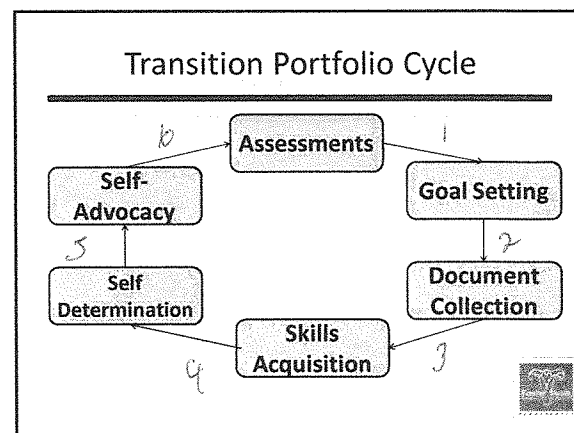 Transition Portfolio Cycle
6
Assessments
1
Self-
Advocacy
Goal Setting
5
2
Self
Determination
Document
Collection
Skills
Acquisition
4
3